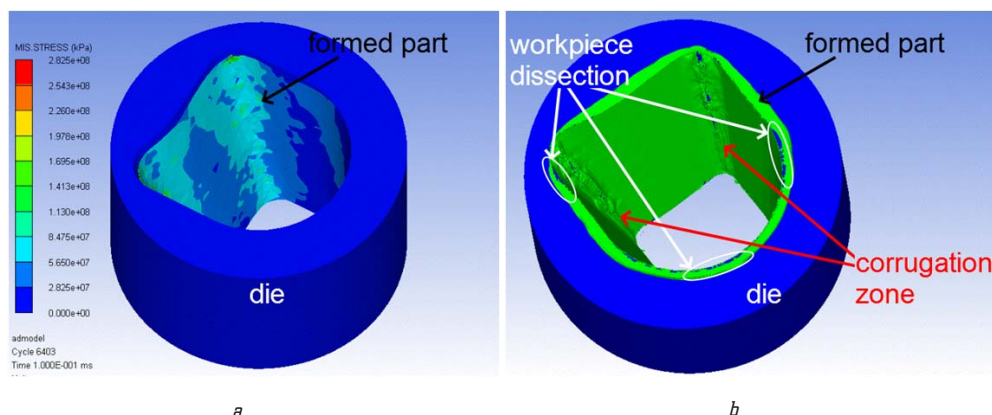 MIS.STRESS (kPa)
2.825e+08
2.543e+08
2.260e+08
1.978e+08
1.695e+08
1.413e+08
1.130e+08
8.475e+07
5.650e+07
2.825e+07
0.000e+00
admodel
Cycle 6403
Time 1.000E-001 ms
formed part
die
a
workpiece
dissection
formed part
corrugation
zone
die
b